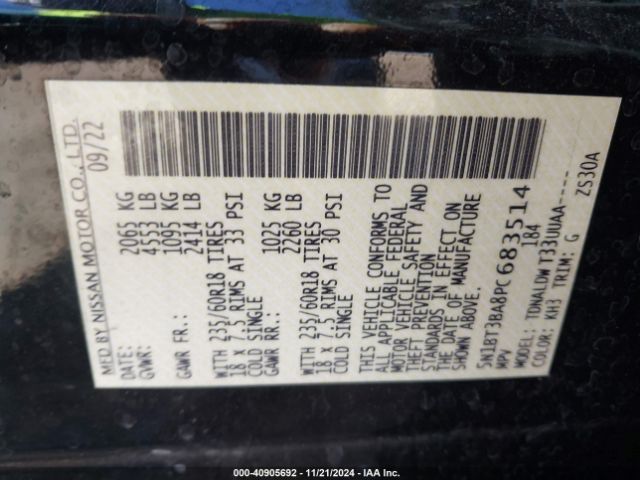 MFD BY NISSAN MOTOR CO., LTD.
DATE: 09/22
GVWR: 2065 KG
4553 LB
GAWR FR.: 1095 KG
2414 LB
WITH 235/60R18 TIRES
18 X 7.5 RIMS AT 33 PSI
COLD SINGLE
GAWR RR.: 1025 KG
2260 LB
WITH 235/60R18 TIRES
18 X 7.5 RIMS AT 30 PSI
COLD SINGLE
THIS VEHICLE CONFORMS TO
ALL APPLICABLE FEDERAL
MOTOR VEHICLE SAFETY AND
THEFT PREVENTION
STANDARDS IN EFFECT ON
THE DATE OF MANUFACTURE
SHOWN ABOVE.
5N1BT3BA8PC683514
MPV 184
MODEL: TDNALDW T33UUAA----
COLOR: KH3 TRIM: G ZS30A
000-40905692 - 11/21/2024 - IAA Inc.